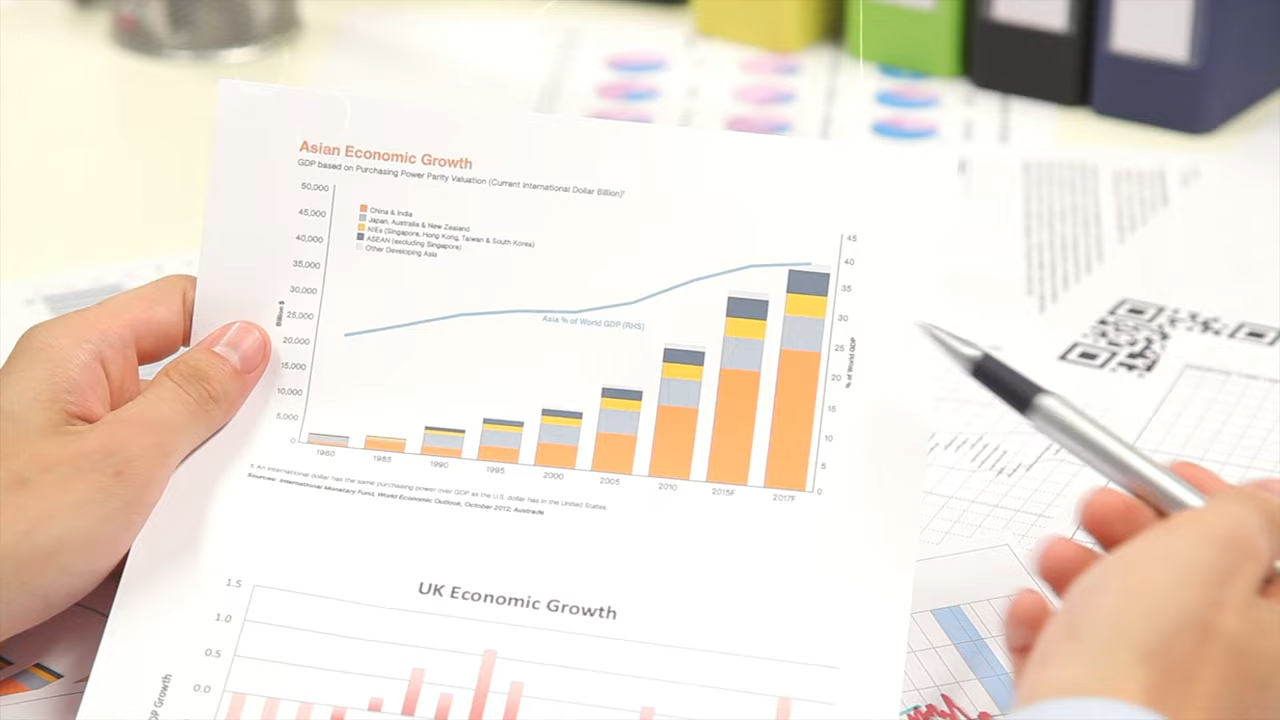 Asian Economic Growth
GDP based on Purchasing Power Parity Valuation (Current International Dollar Billion)¹
50,000
45,000
40,000
35,000
30,000
25,000
20,000
15,000
10,000
5,000
0
Billion $
China & India
Japan, Australia & New Zealand
NIEs (Singapore, Hong Kong, Taiwan & South Korea)
ASEAN (excluding Singapore)
Other Developing Asia
Asia % of World GDP (RHS)
45
40
35
30
25
20
15
10
5
0
% of World GDP
1980 1985 1990 1995 2000 2005 2010 2015F 2017F
1. An international dollar has the same purchasing power over GDP as the U.S. dollar has in the United States.
Sources: International Monetary Fund, World Economic Outlook, October 2012; Austrade
UK Economic Growth
1.5
1.0
0.5
0.0
Growth